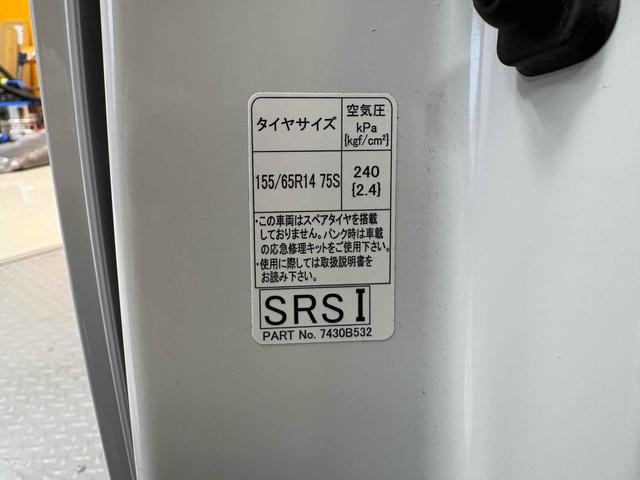 タイヤサイズ
空気圧
kPa
{kgf/cm²}
155/65R14 75S
240
{2.4}
・この車両はスペアタイヤを搭載
しておりません。パンク時は車載
の応急修理キットをご使用下さい。
・使用に際しては取扱説明書を
お読み下さい。
SRS I
PART No. 7430B532